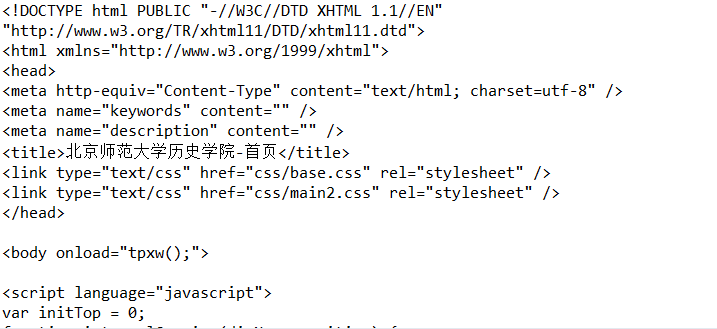 <!DOCTYPE html PUBLIC "-//W3C//DTD XHTML 1.1//EN"
"http://www.w3.org/TR/xhtml11/DTD/xhtml11.dtd">
<html xmlns="http://www.w3.org/1999/xhtml">
<head>
<meta http-equiv="Content-Type" content="text/html; charset=utf-8" />
<meta name="keywords" content="" />
<meta name="description" content="" />
<title>北京师范大学历史学院-首页</title>
<link type="text/css" href="css/base.css" rel="stylesheet" />
<link type="text/css" href="css/main2.css" rel="stylesheet" />
</head>
<body onload="tpxw();">
<script language="javascript">
var initTop = 0;